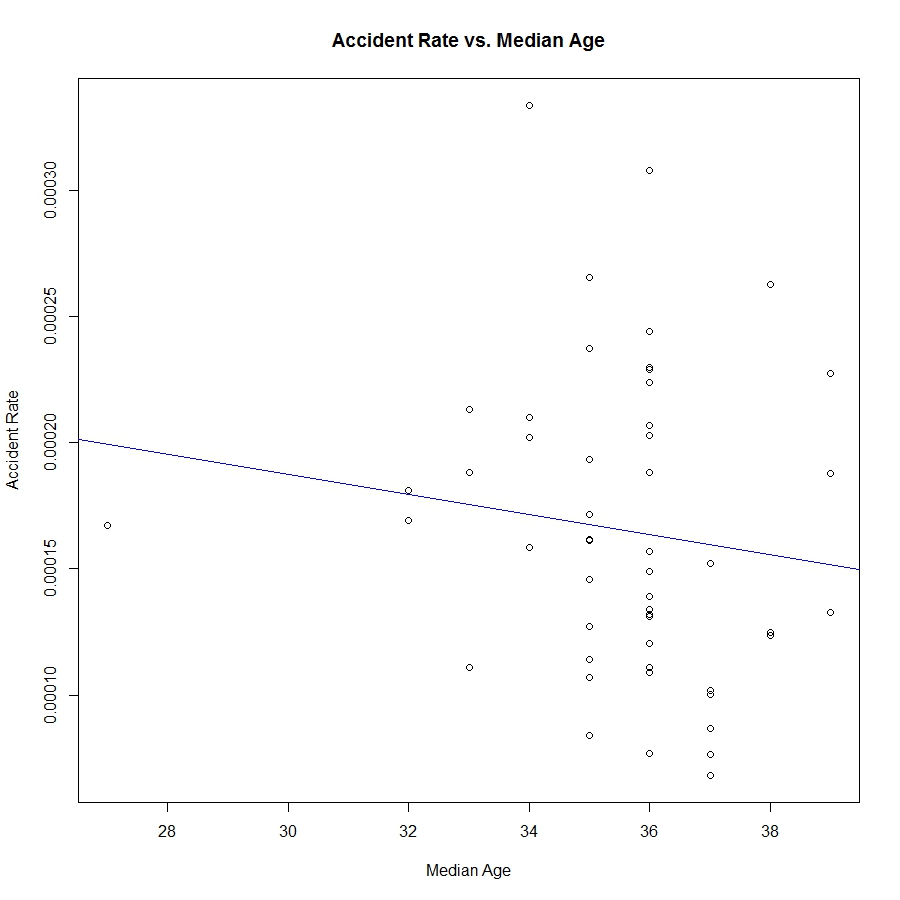 Accident Rate vs. Median Age
Accident Rate
0.00030
0.00025
0.00020
0.00015
0.00010
28 30 32 34 36 38
Median Age